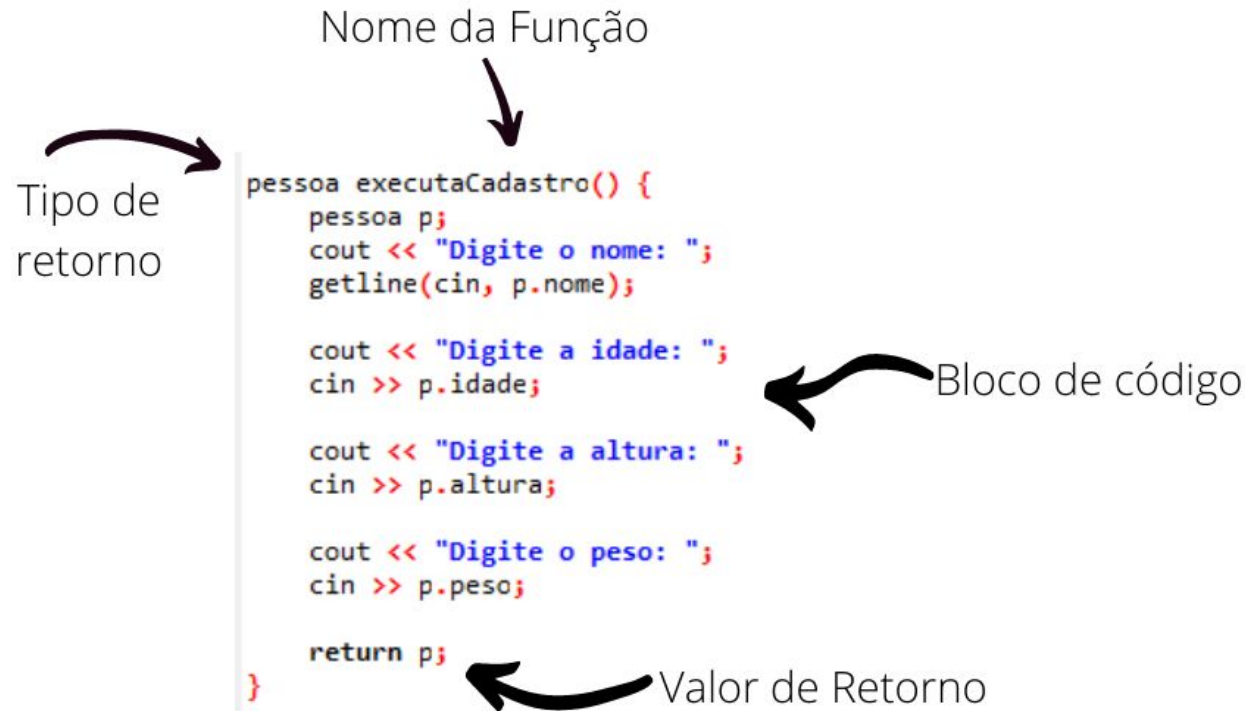 Nome da Função
Tipo de
retorno
pessoa executaCadastro() {
    pessoa p;
    cout << "Digite o nome: ";
    getline(cin, p.nome);
    cout << "Digite a idade: ";
    cin >> p.idade;
Bloco de código
    cout << "Digite a altura: ";
    cin >> p.altura;
    cout << "Digite o peso: ";
    cin >> p.peso;
    return p;
}
Valor de Retorno